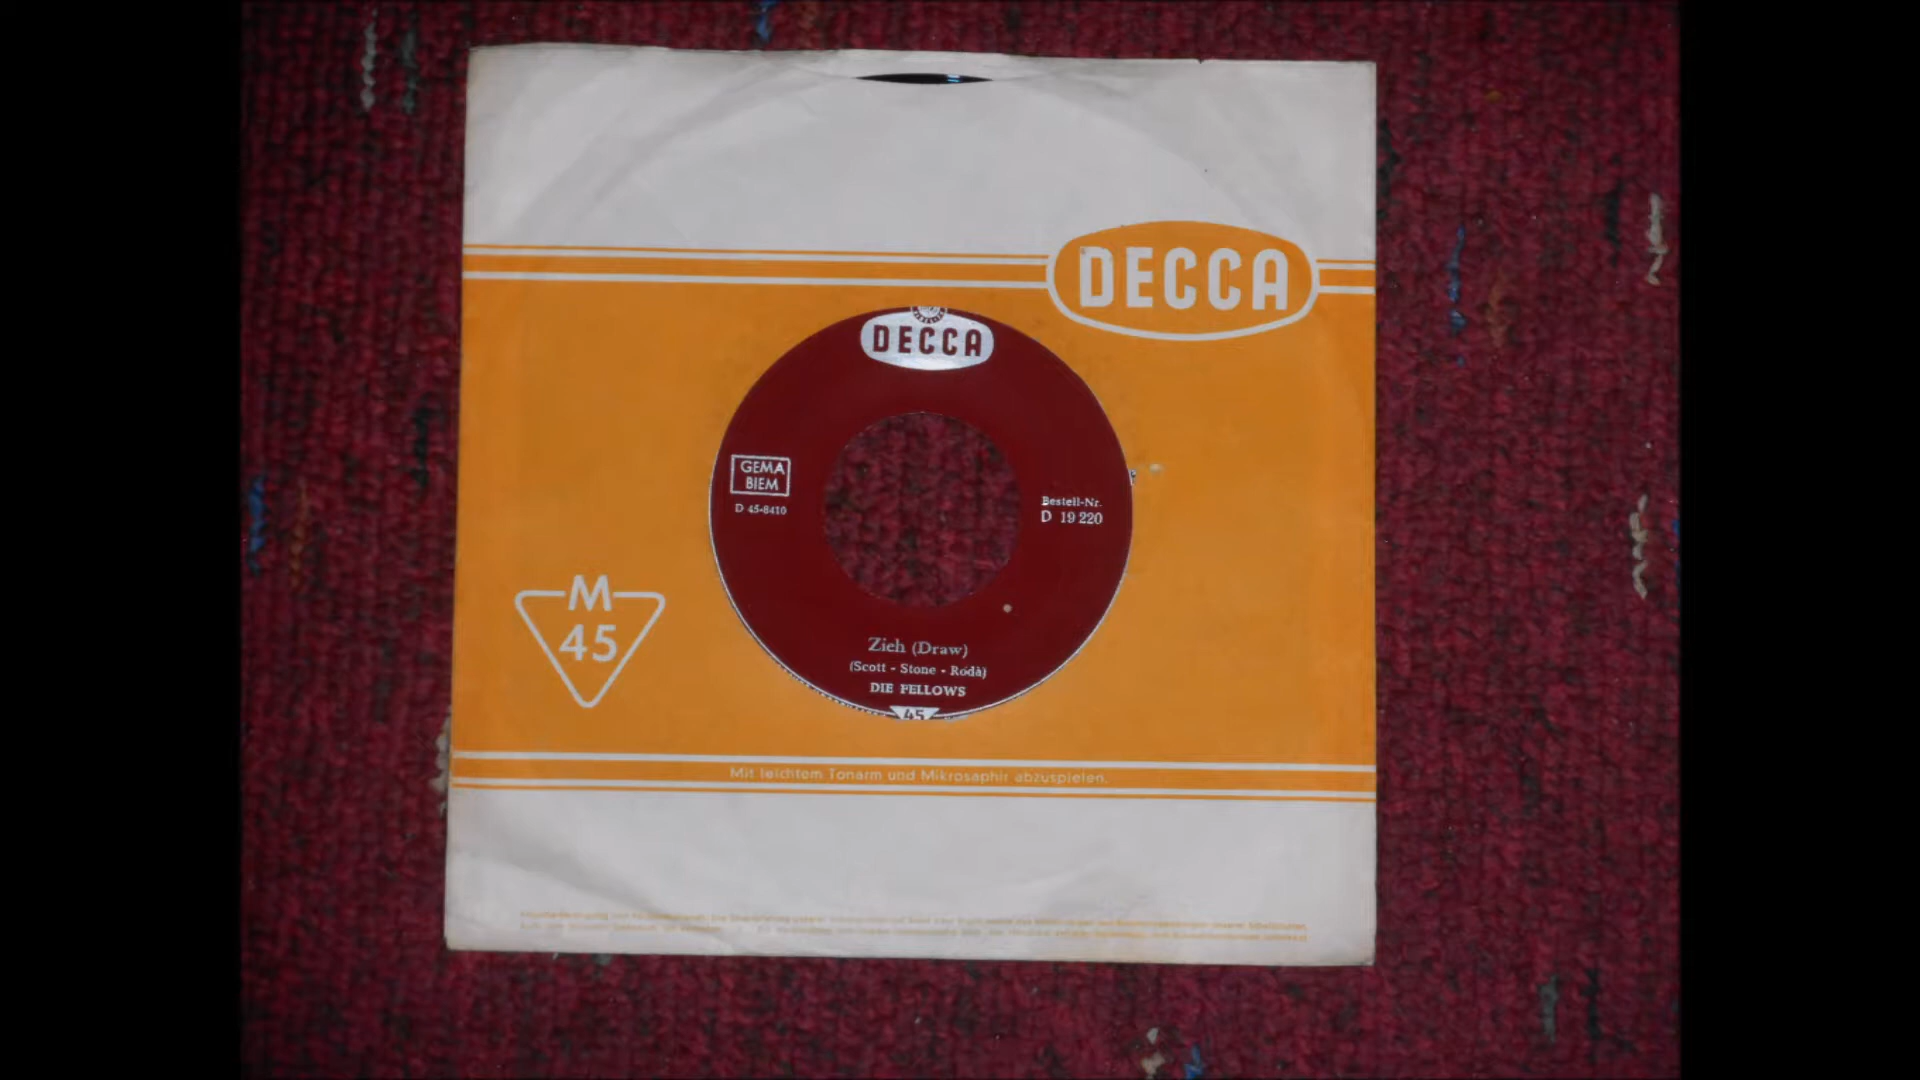 DECCA
DECCA
GEMA
BIEM
D 45-8410
Bestell-Nr.
D 19 220
M
45
Zieh (Draw)
(Scott - Stone - Rodà)
DIE FELLOWS
45
Mit leichtem Tonarm und Mikrosaphir abzuspielen.